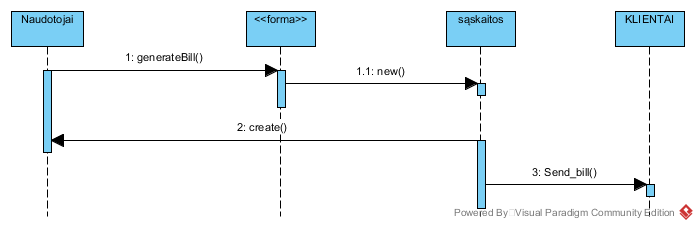 Naudotojai
<<forma>>
sąskaitos
KLIENTAI
1: generateBill()
1.1: new()
2: create()
3: Send_bill()
Powered By Visual Paradigm Community Edition